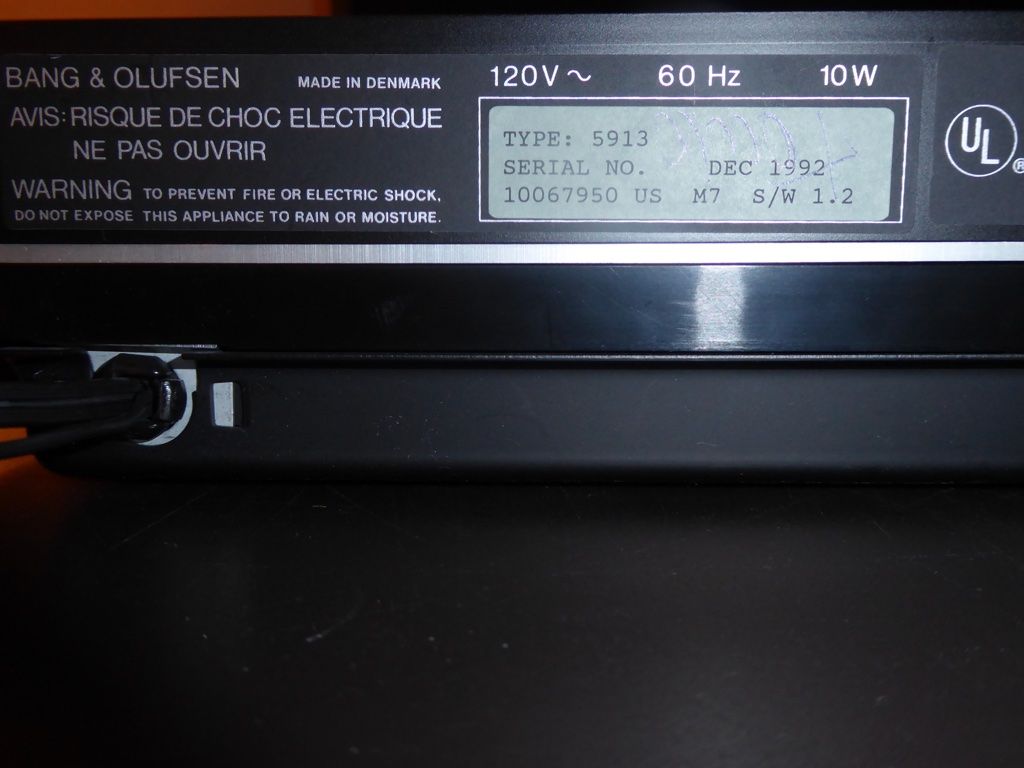 BANG & OLUFSEN MADE IN DENMARK
AVIS: RISQUE DE CHOC ELECTRIQUE
NE PAS OUVRIR
WARNING TO PREVENT FIRE OR ELECTRIC SHOCK,
DO NOT EXPOSE THIS APPLIANCE TO RAIN OR MOISTURE.
120V ~ 60 Hz 10W
TYPE: 5913
SERIAL NO. DEC 1992
10067950 US M7 S/W 1.2
UL ®